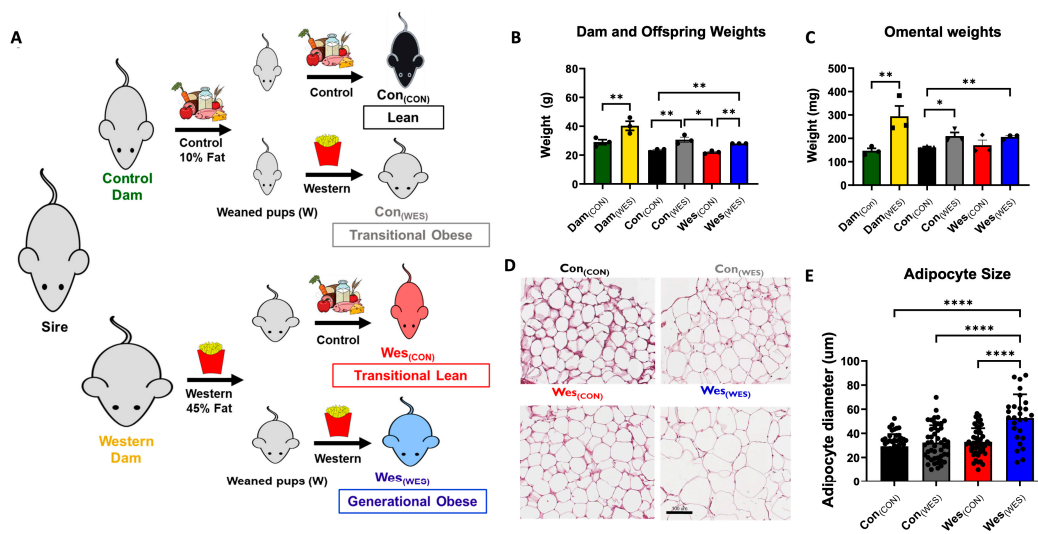 A
Control
Con(CON)
Lean
Control
10% Fat
Control
Dam
Western
Weaned pups (W)
Con(WES)
Transitional Obese
Sire
Control
Wes(CON)
Transitional Lean
Western
45% Fat
Western
Dam
Western
Weaned pups (W)
Wes(WES)
Generational Obese
B
Dam and Offspring Weights
Weight (g)
80
60
40
20
0
**
**
*
**
**
Dam(CON)
Dam(WES)
Con(CON)
Con(WES)
Wes(CON)
Wes(WES)
C
Omental weights
Weight (mg)
500
400
300
200
100
0
**
*
**
Dam(Con)
Dam(WES)
Con(CON)
Con(WES)
Wes(CON)
Wes(WES)
D
Con(CON)
Con(WES)
Wes(CON)
Wes(WES)
E
Adipocyte Size
Adipocyte diameter (um)
100
80
60
40
20
0
****
****
****
Con(CON)
Con(WES)
Wes(CON)
Wes(WES)